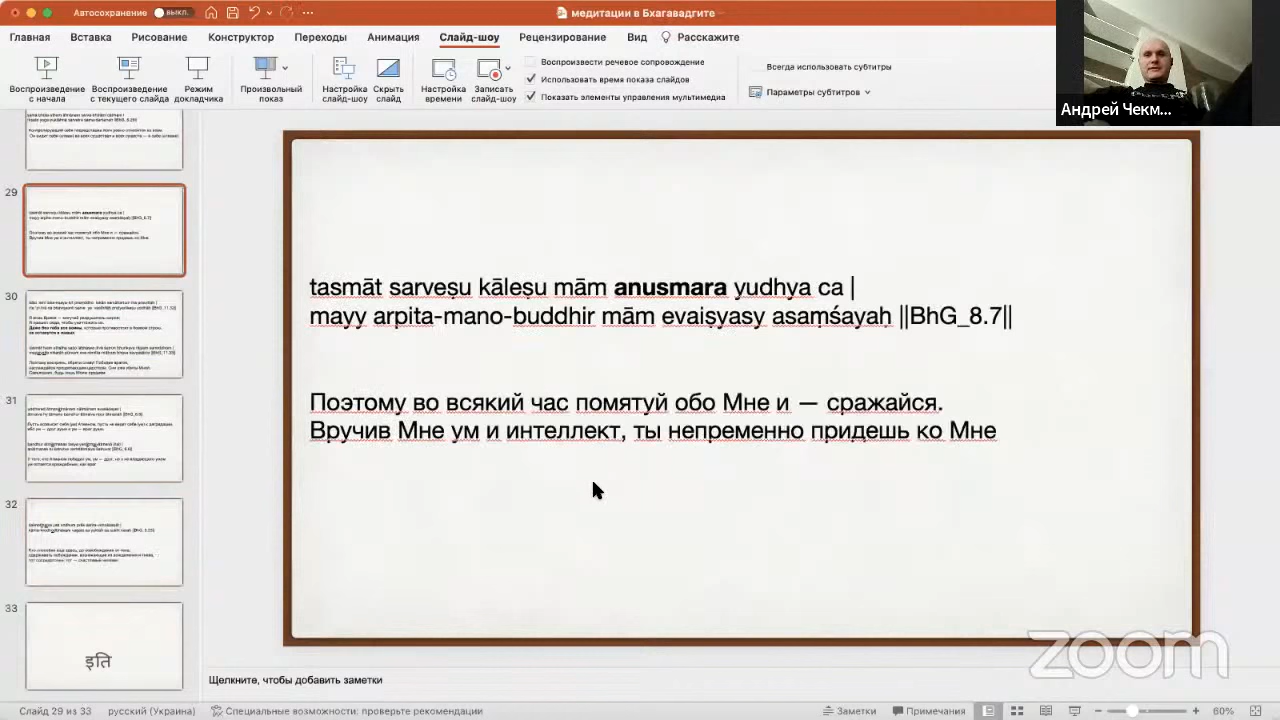 Автосохранение ВЫКЛ.
медитации в Бхагавадгите
Главная Вставка Рисование Конструктор Переходы Анимация Слайд-шоу Рецензирование Вид Расскажите
Воспроизведение с начала
Воспроизведение с текущего слайда
Режим докладчика
Произвольный показ
Настройка слайд-шоу
Скрыть слайд
Настройка времени
Записать слайд-шоу
Воспроизвести речевое сопровождение
Использовать время показа слайдов
Показать элементы управления мультимедиа
Всегда использовать субтитры
Параметры субтитров
Андрей Чекм...
29
30
31
32
33
इति
tasmāt sarveṣu kāleṣu mām anusmara yudhya ca |
mayy arpita-mano-buddhir mām evaiṣyasy asaṃśayaḥ ||BhG_8.7||
Поэтому во всякий час помятуй обо Мне и — сражайся.
Вручив Мне ум и интеллект, ты непременно придешь ко Мне
zoom
Щелкните, чтобы добавить заметки
Слайд 29 из 33 русский (Украина) Специальные возможности: проверьте рекомендации Заметки Примечания 60%